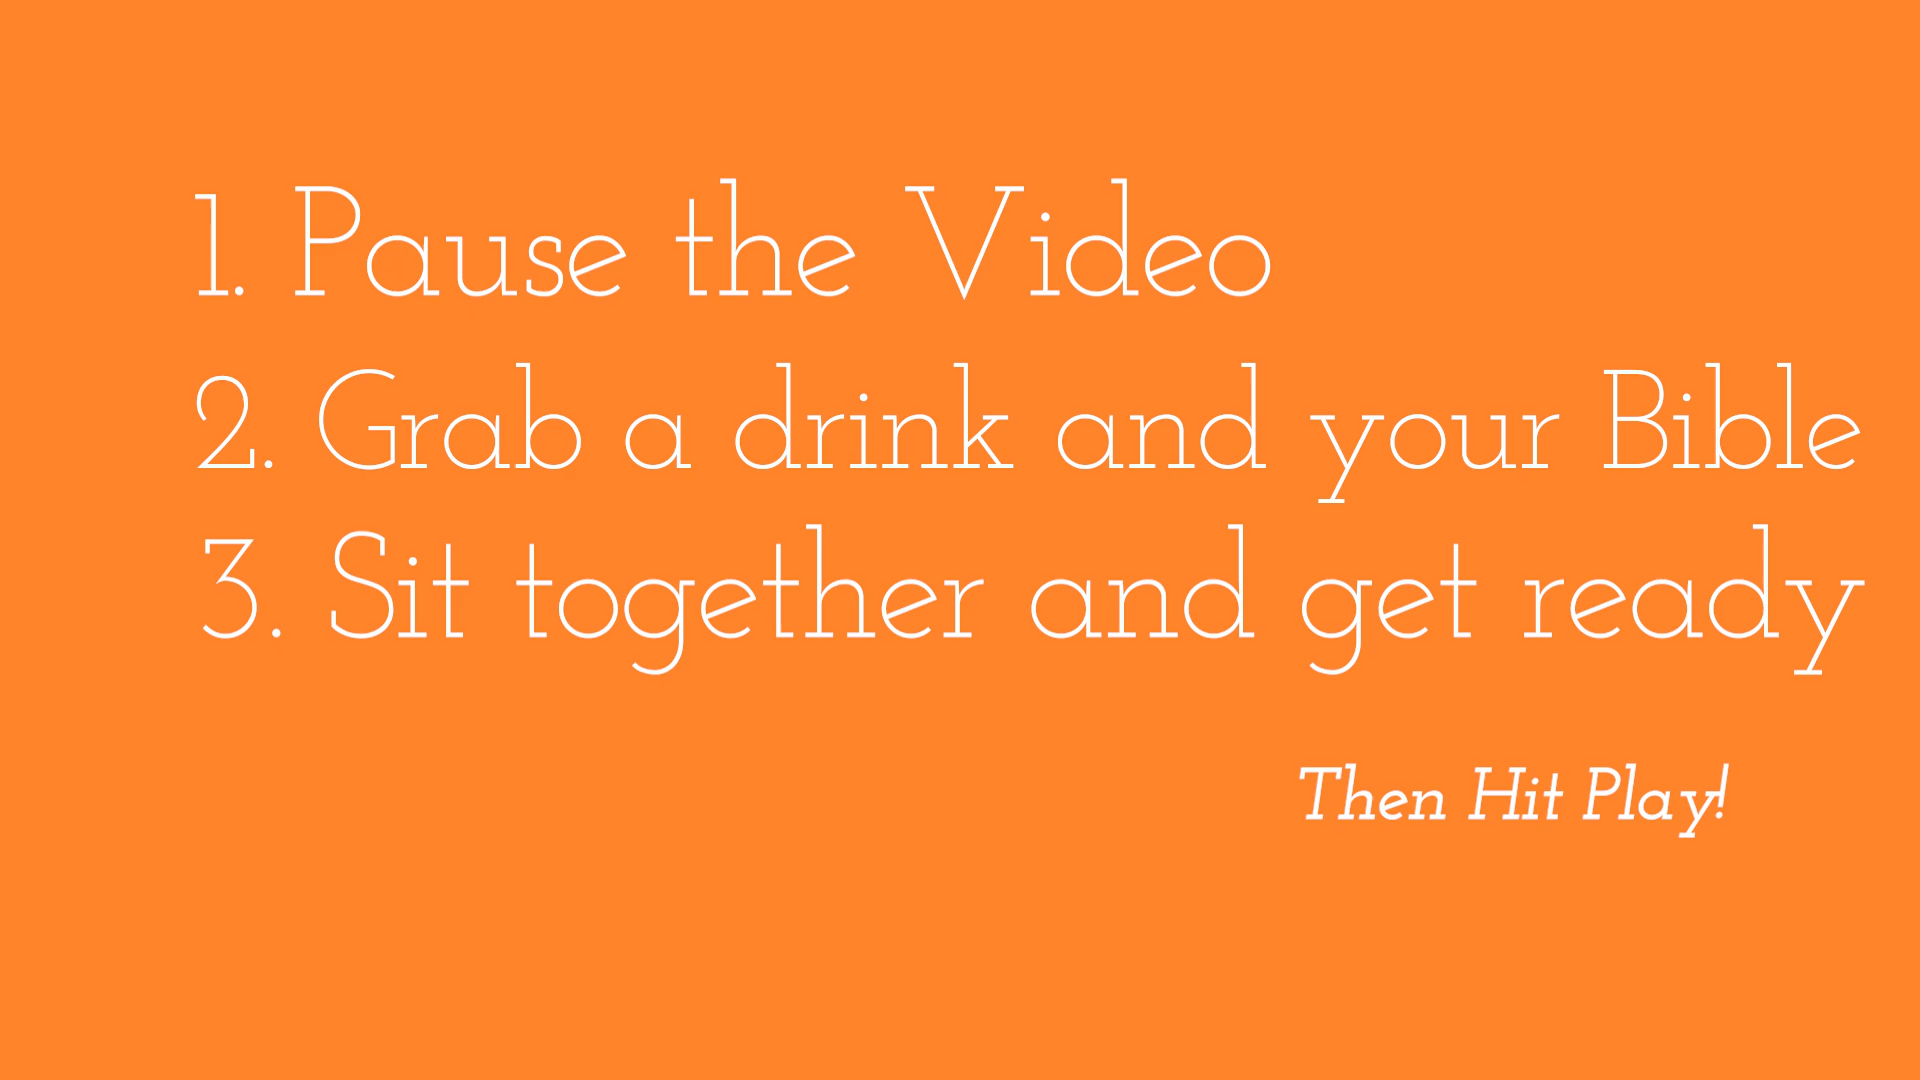 1. Pause the Video
2. Grab a drink and your Bible
3. Sit together and get ready
Then Hit Play!